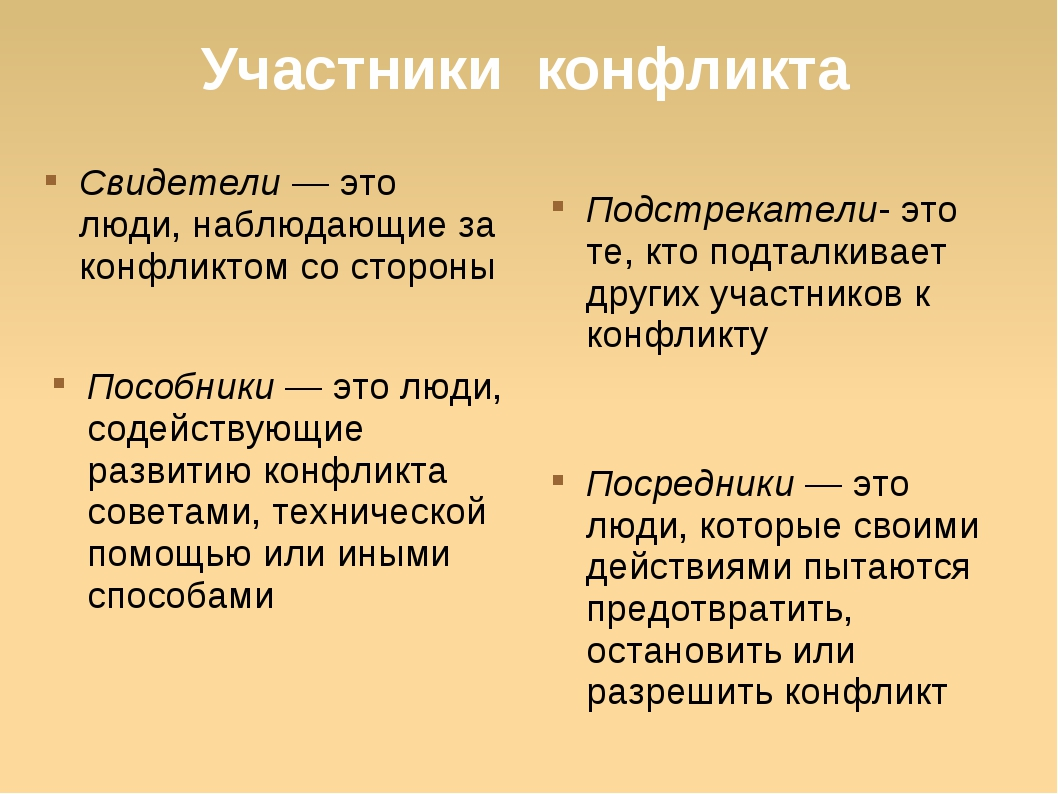 Участники конфликта
Свидетели — это
люди, наблюдающие за
конфликтом со стороны
Пособники — это люди,
содействующие
развитию конфликта
советами, технической
помощью или иными
способами
Подстрекатели- это
те, кто подталкивает
других участников к
конфликту
Посредники — это
люди, которые своими
действиями пытаются
предотвратить,
остановить или
разрешить конфликт